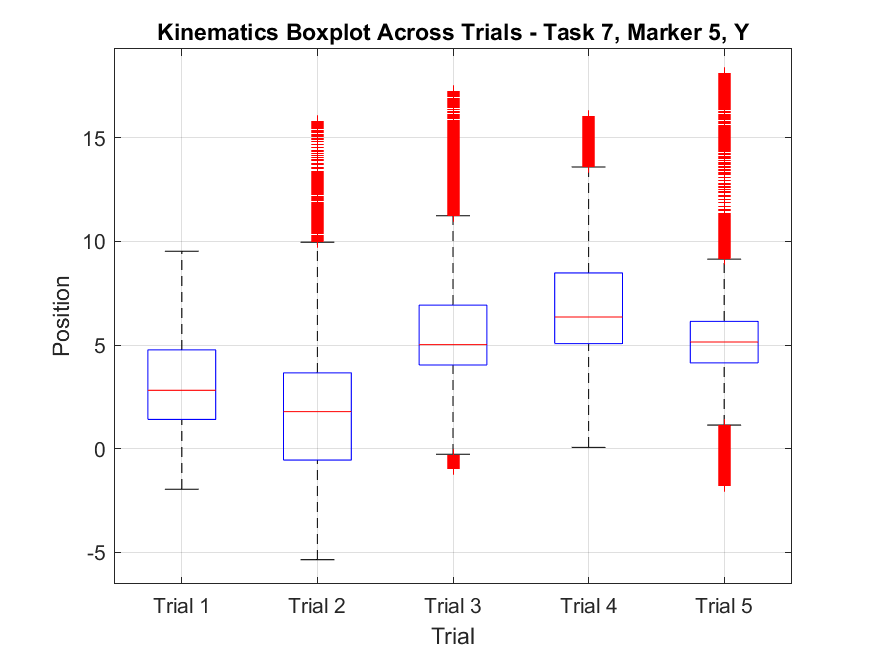 Kinematics Boxplot Across Trials - Task 7, Marker 5, Y
Position
15
10
5
0
-5
Trial 1 Trial 2 Trial 3 Trial 4 Trial 5
Trial